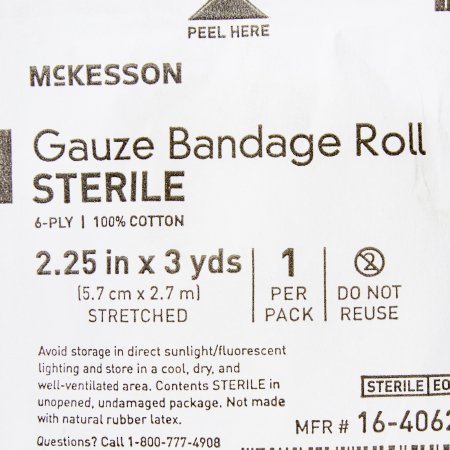 PEEL HERE
McKESSON
Gauze Bandage Roll
STERILE
6-PLY | 100% COTTON
2.25 in x 3 yds
(5.7 cm x 2.7 m)
STRETCHED
1
PER
PACK
2
DO NOT
REUSE
Avoid storage in direct sunlight/fluorescent
lighting and store in a cool, dry, and
well-ventilated area. Contents STERILE in
unopened, undamaged package. Not made
with natural rubber latex.
Questions? Call 1-800-777-4908
STERILE EO
MFR # 16-4062